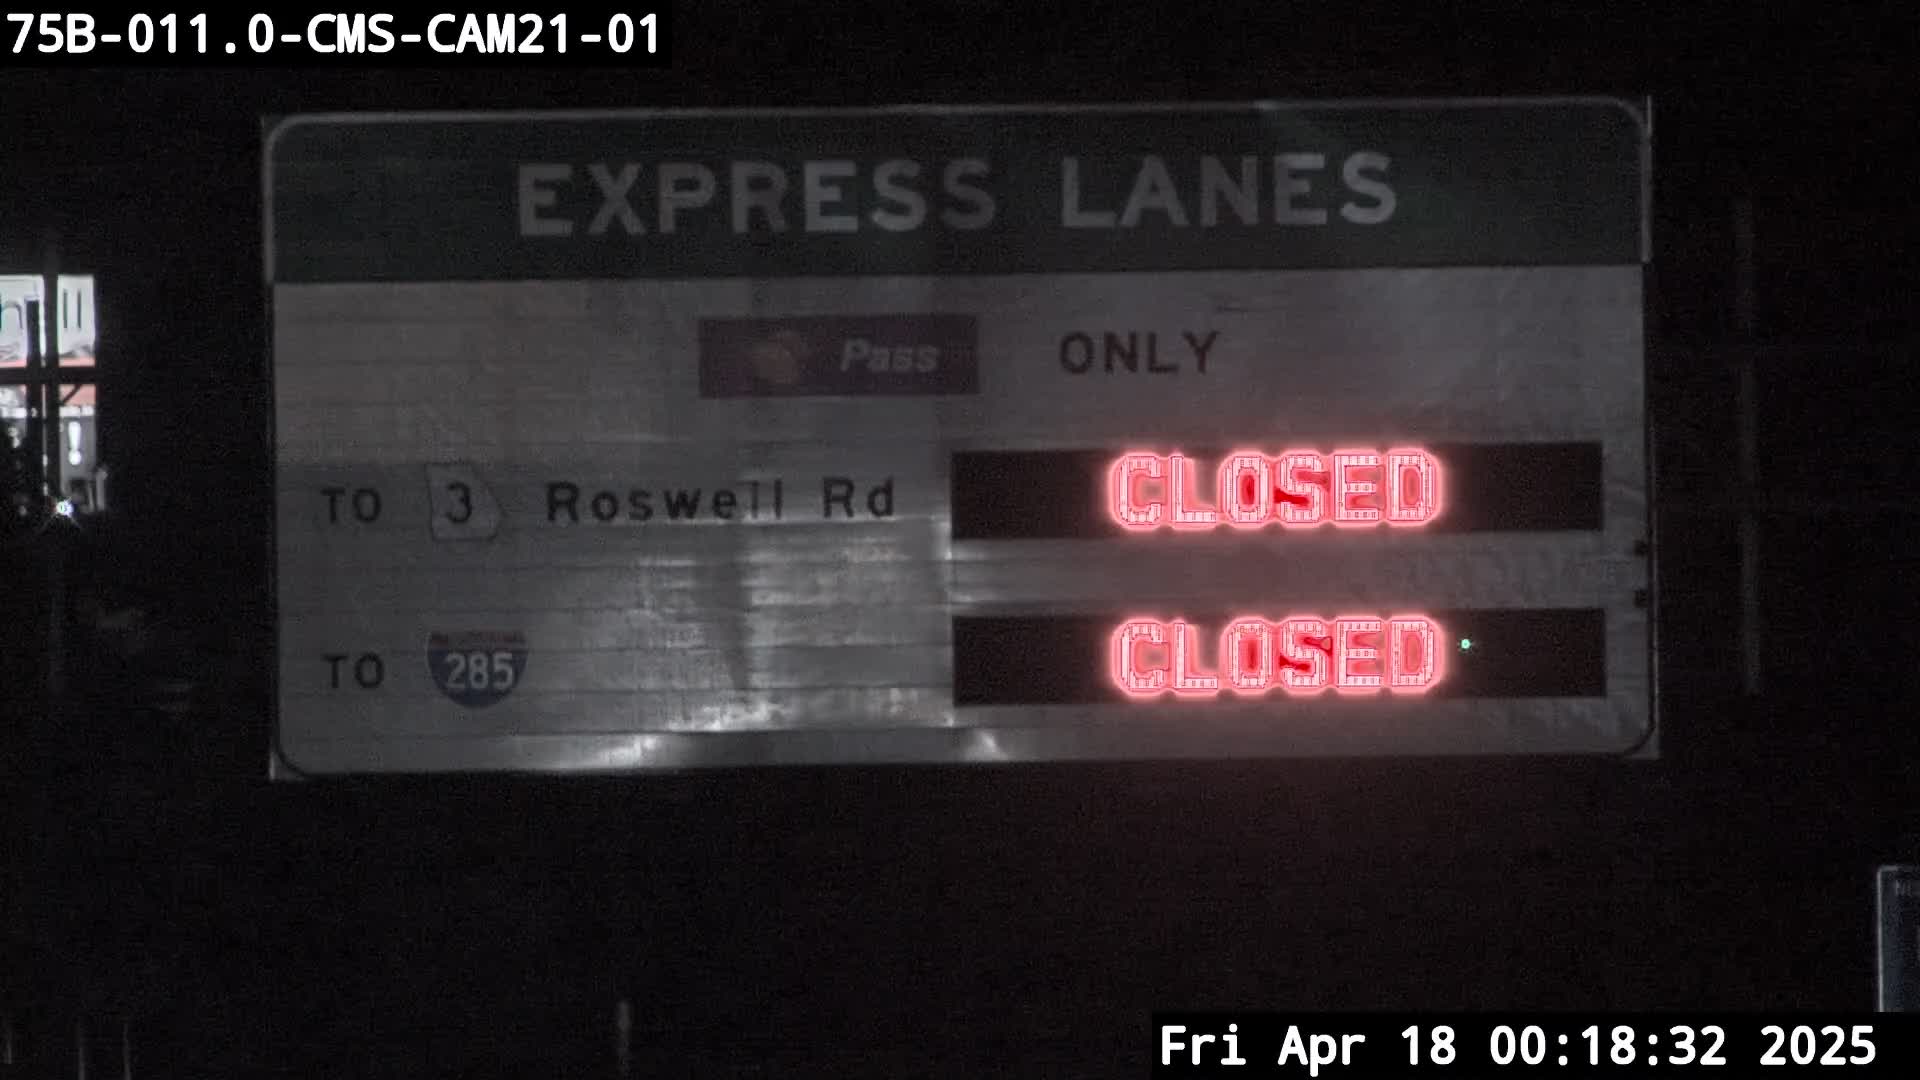 75B-011.0-CMS-CAM21-01
EXPRESS LANES
Pass ONLY
TO 3 Roswell Rd CLOSED
TO 285 CLOSED
Fri Apr 18 00:18:32 2025